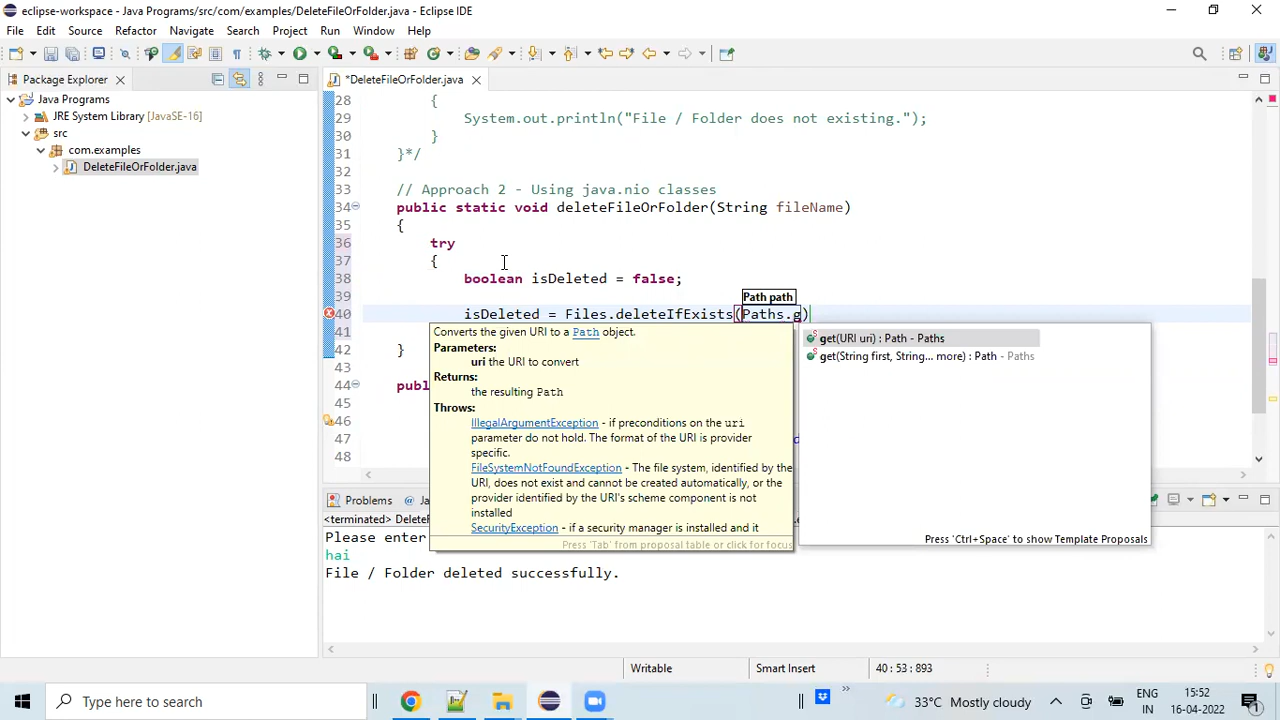 eclipse-workspace - Java Programs/src/com/examples/DeleteFileOrFolder.java - Eclipse IDE
File Edit Source Refactor Navigate Search Project Run Window Help
Package Explorer
*DeleteFileOrFolder.java
Java Programs
JRE System Library [JavaSE-16]
src
com.examples
DeleteFileOrFolder.java
28 {
29 System.out.println("File / Folder does not existing.");
30 }
31 }*/
32
33 // Approach 2 - Using java.nio classes
34 public static void deleteFileOrFolder(String fileName)
35 {
36 try
37 {
38 boolean isDeleted = false;
39
Path path
40 isDeleted = Files.deleteIfExists(Paths.g)
41
42 }
43
44 publ
45
46
47
48
Converts the given URI to a Path object.
Parameters:
uri the URI to convert
Returns:
the resulting Path
Throws:
IllegalArgumentException - if preconditions on the uri
parameter do not hold. The format of the URI is provider
specific.
FileSystemNotFoundException - The file system, identified by the
URI, does not exist and cannot be created automatically, or
the provider identified by the URI's scheme component is not
installed
SecurityException - if a security manager is installed and it
Press 'Tab' from proposal table or click for focus
get(URI uri) : Path - Paths
get(String first, String... more) : Path - Paths
Press 'Ctrl+Space' to show Template Proposals
Problems @ Ja
<terminated> DeleteF
Please enter
hai
File / Folder deleted successfully.
Writable Smart Insert 40 : 53 : 893
Type here to search
33°C Mostly cloudy
ENG
IN
15:52
16-04-2022
1